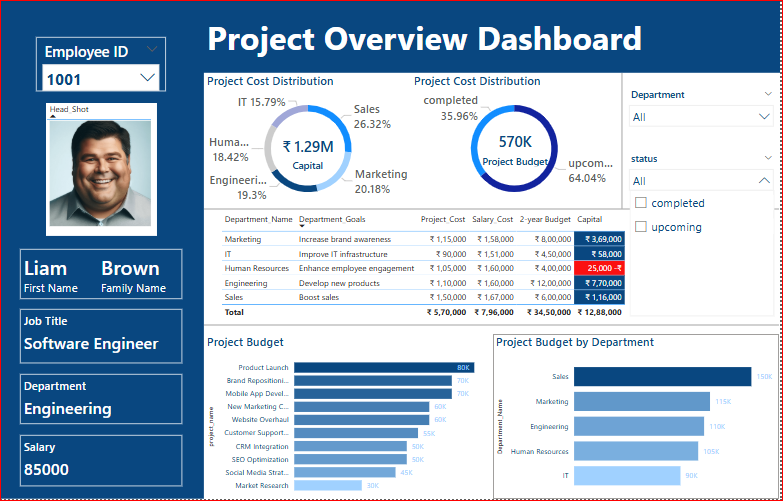 Project Overview Dashboard
Employee ID
1001
Head_Shot
Liam Brown
First Name Family Name
Job Title
Software Engineer
Department
Engineering
Salary
85000
Project Cost Distribution
IT 15.79%
Sales
26.32%
Huma...
18.42%
₹ 1.29M
Capital
Engineeri...
19.3%
Marketing
20.18%
Project Cost Distribution
completed
35.96%
570K
Project Budget
upcom...
64.04%
Department
All
status
All
completed
upcoming
Department_Name Department_Goals Project_Cost Salary_Cost 2-year Budget Capital
Marketing Increase brand awareness ₹ 1,15,000 ₹ 1,58,000 ₹ 8,00,000 ₹ 3,69,000
IT Improve IT infrastructure ₹ 90,000 ₹ 1,51,000 ₹ 4,50,000 ₹ 58,000
Human Resources Enhance employee engagement ₹ 1,05,000 ₹ 1,60,000 ₹ 4,00,000 25,000 -₹
Engineering Develop new products ₹ 1,10,000 ₹ 1,60,000 ₹ 12,00,000 ₹ 7,70,000
Sales Boost sales ₹ 1,50,000 ₹ 1,67,000 ₹ 6,00,000 ₹ 1,16,000
Total ₹ 5,70,000 ₹ 7,96,000 ₹ 34,50,000 ₹ 12,88,000
Project Budget
project_name
Product Launch 80K
Brand Repositioni... 70K
Mobile App Devel... 70K
New Marketing C... 60K
Website Overhaul 60K
Customer Support... 55K
CRM Integration 50K
SEO Optimization 50K
Social Media Strat... 45K
Market Research 30K
Project Budget by Department
Department_Name
Sales 150K
Marketing 115K
Engineering 110K
Human Resources 105K
IT 90K